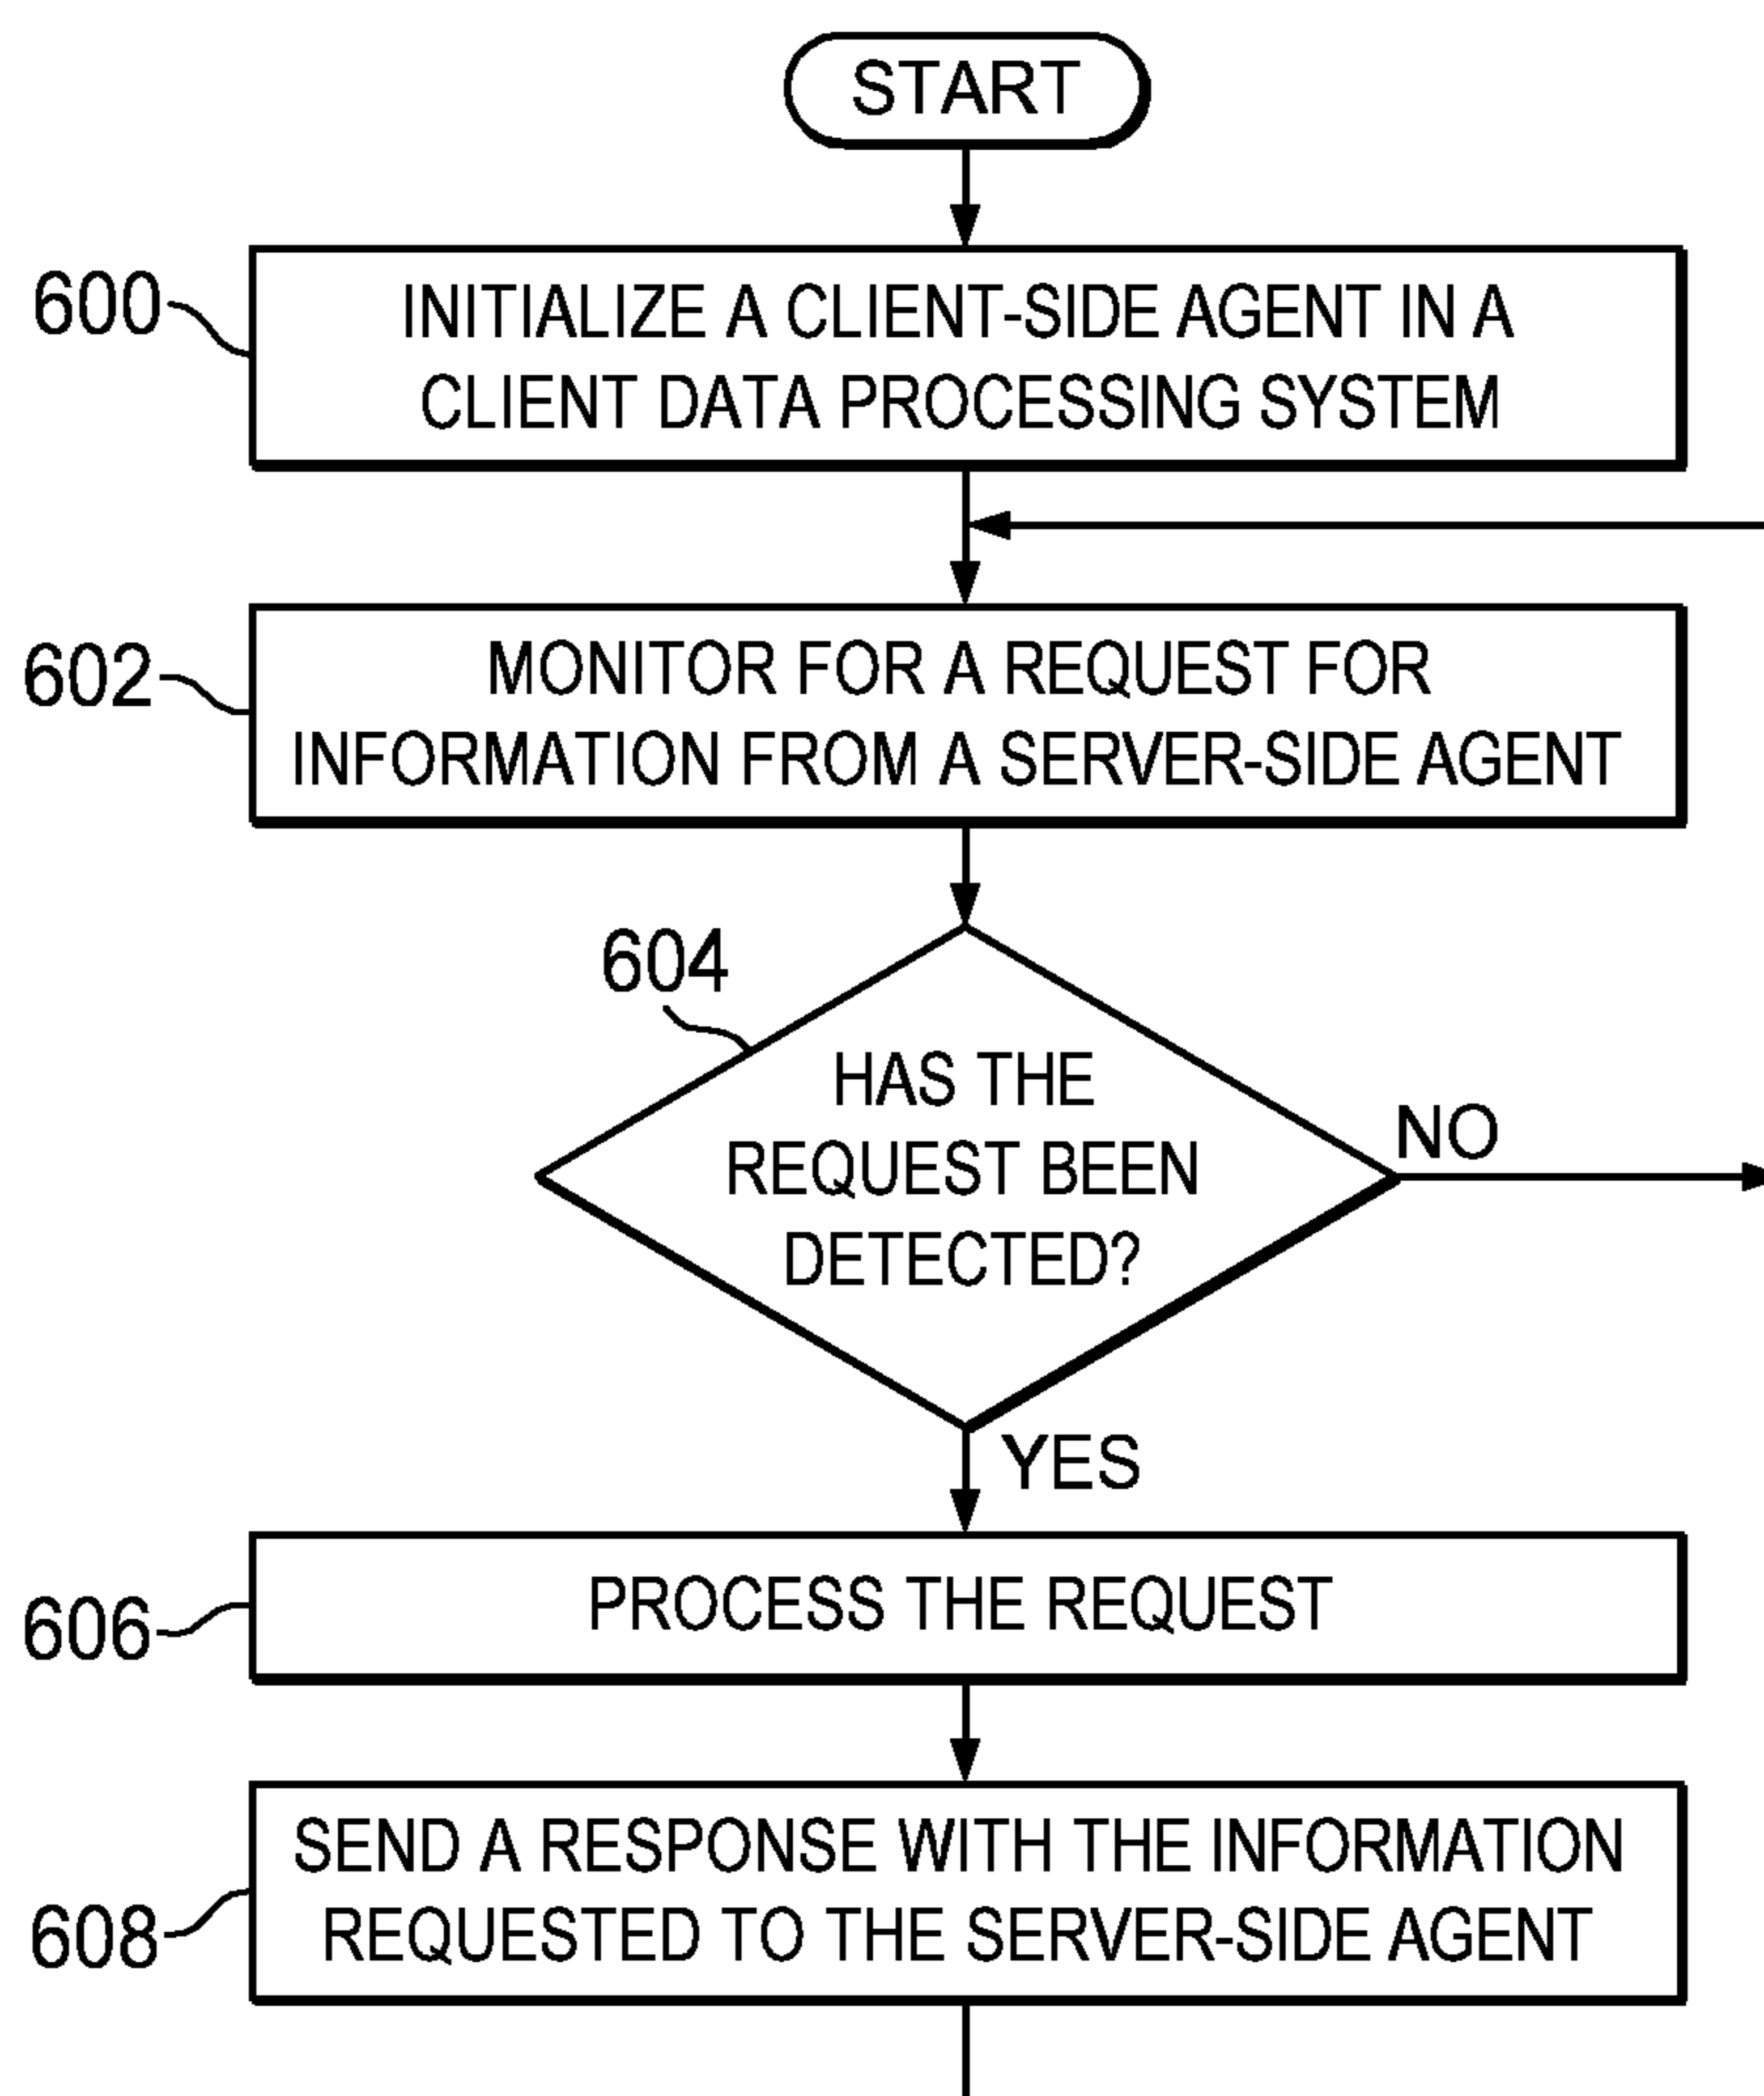 START
600
INITIALIZE A CLIENT-SIDE AGENT IN A
CLIENT DATA PROCESSING SYSTEM
602
MONITOR FOR A REQUEST FOR
INFORMATION FROM A SERVER-SIDE AGENT
604
HAS THE
REQUEST BEEN
DETECTED?
NO
YES
606
PROCESS THE REQUEST
608
SEND A RESPONSE WITH THE INFORMATION
REQUESTED TO THE SERVER-SIDE AGENT